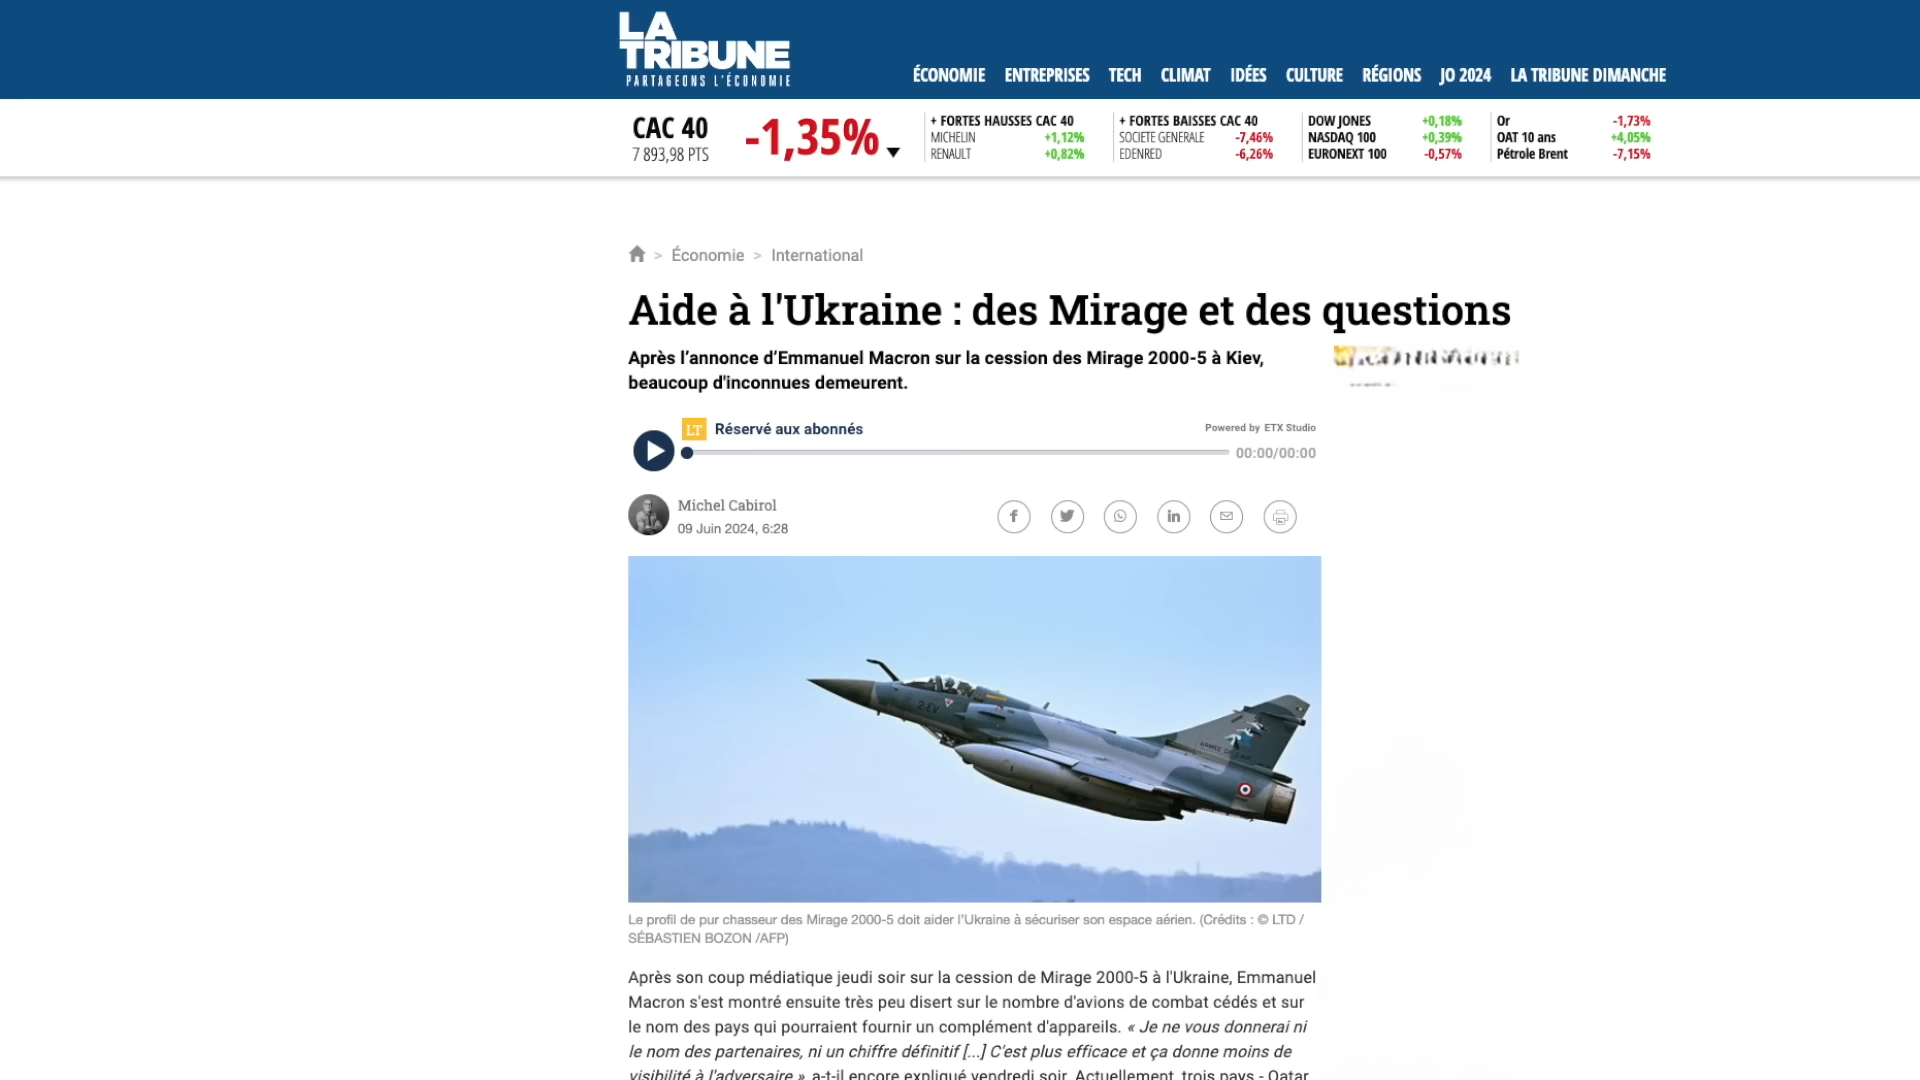 LA
TRIBUNE
PARTAGEONS L'ÉCONOMIE
ÉCONOMIE ENTREPRISES TECH CLIMAT IDÉES CULTURE RÉGIONS JO 2024 LA TRIBUNE DIMANCHE
CAC 40
7 893,98 PTS
-1,35%
+ FORTES HAUSSES CAC 40
MICHELIN +1,12%
RENAULT +0,82%
+ FORTES BAISSES CAC 40
SOCIETE GENERALE -7,46%
EDENRED -6,26%
DOW JONES +0,18%
NASDAQ 100 +0,39%
EURONEXT 100 -0,57%
Or -1,73%
OAT 10 ans +4,05%
Pétrole Brent -7,15%
> Économie > International
Aide à l'Ukraine : des Mirage et des questions
Après l’annonce d’Emmanuel Macron sur la cession des Mirage 2000-5 à Kiev,
beaucoup d'inconnues demeurent.
LT Réservé aux abonnés
Powered by ETX Studio
00:00/00:00
Michel Cabirol
09 Juin 2024, 6:28
2-EV
Le profil de pur chasseur des Mirage 2000-5 doit aider l’Ukraine à sécuriser son espace aérien. (Crédits : © LTD /
SÉBASTIEN BOZON /AFP)
Après son coup médiatique jeudi soir sur la cession de Mirage 2000-5 à l'Ukraine, Emmanuel
Macron s'est montré ensuite très peu disert sur le nombre d'avions de combat cédés et sur
le nom des pays qui pourraient fournir un complément d'appareils. « Je ne vous donnerai ni
le nom des partenaires, ni un chiffre définitif [...] C'est plus efficace et ça donne moins de
visibilité à l'adversaire », a-t-il encore expliqué vendredi soir. Actuellement, trois pays - Qatar,